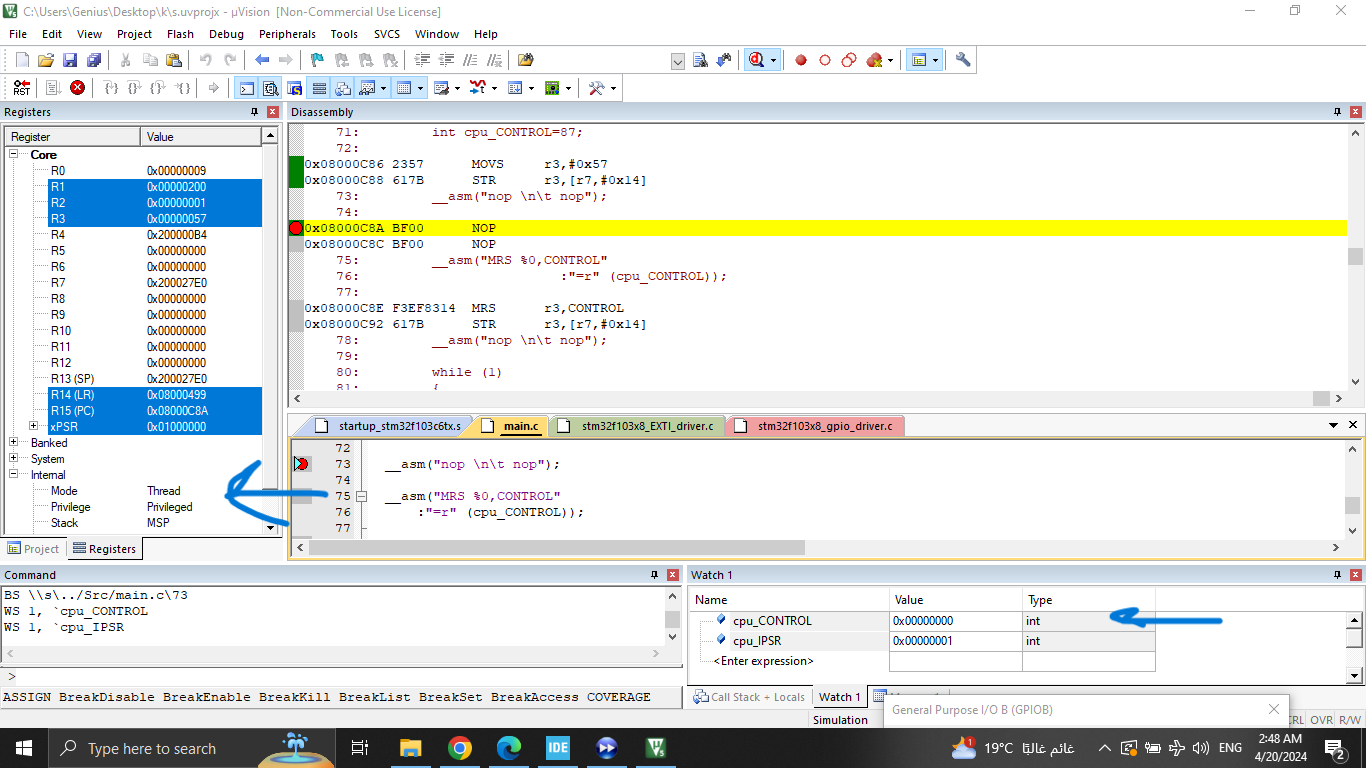 C:\Users\Genius\Desktop\k\s.uvprojx - µVision [Non-Commercial Use License]
File Edit View Project Flash Debug Peripherals Tools SVCS Window Help
RST
Registers
Register Value
Core
R0 0x00000009
R1 0x00000200
R2 0x00000001
R3 0x00000057
R4 0x200000B4
R5 0x00000000
R6 0x00000000
R7 0x200027E0
R8 0x00000000
R9 0x00000000
R10 0x00000000
R11 0x00000000
R12 0x00000000
R13 (SP) 0x200027E0
R14 (LR) 0x08000499
R15 (PC) 0x08000C8A
xPSR 0x01000000
Banked
System
Internal
Mode Thread
Privilege Privileged
Stack MSP
Project Registers
Disassembly
71: int cpu_CONTROL=87;
72:
0x08000C86 2357 MOVS r3,#0x57
0x08000C88 617B STR r3,[r7,#0x14]
73: __asm("nop \n\t nop");
74:
0x08000C8A BF00 NOP
0x08000C8C BF00 NOP
75: __asm("MRS %0,CONTROL"
76: :"=r" (cpu_CONTROL));
77:
0x08000C8E F3EF8314 MRS r3,CONTROL
0x08000C92 617B STR r3,[r7,#0x14]
78: __asm("nop \n\t nop");
79:
80: while (1)
81: {
startup_stm32f103c6tx.s main.c stm32f103x8_EXTI_driver.c stm32f103x8_gpio_driver.c
72
73 __asm("nop \n\t nop");
74
75 __asm("MRS %0,CONTROL"
76 :"=r" (cpu_CONTROL));
77
Command
BS \\s\../Src/main.c\73
WS 1, `cpu_CONTROL
WS 1, `cpu_IPSR
>
ASSIGN BreakDisable BreakEnable BreakKill BreakList BreakSet BreakAccess COVERAGE
Watch 1
Name Value Type
cpu_CONTROL 0x00000000 int
cpu_IPSR 0x00000001 int
<Enter expression>
Call Stack + Locals Watch 1
General Purpose I/O B (GPIOB)
Simulation
CRL OVR R/W
Type here to search
IDE
1
19°C غائم غالبًا
ENG
2:48 AM
4/20/2024
2